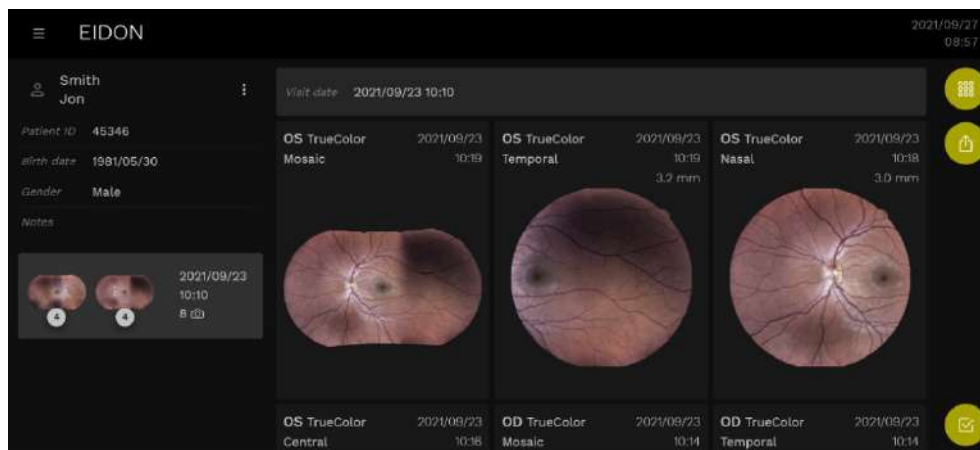 EIDON
2021/09/27
08:57
Smith
Jon
Patient ID 45346
Birth date 1981/05/30
Gender Male
Notes
2021/09/23
10:10
8
4 4
Visit date 2021/09/23 10:10
OS TrueColor 2021/09/23
Mosaic 10:19
OS TrueColor 2021/09/23
Temporal 10:19
3.2 mm
OS TrueColor 2021/09/23
Nasal 10:18
3.0 mm
OS TrueColor 2021/09/23
Central 10:16
OD TrueColor 2021/09/23
Mosaic 10:14
OD TrueColor 2021/09/23
Temporal 10:14